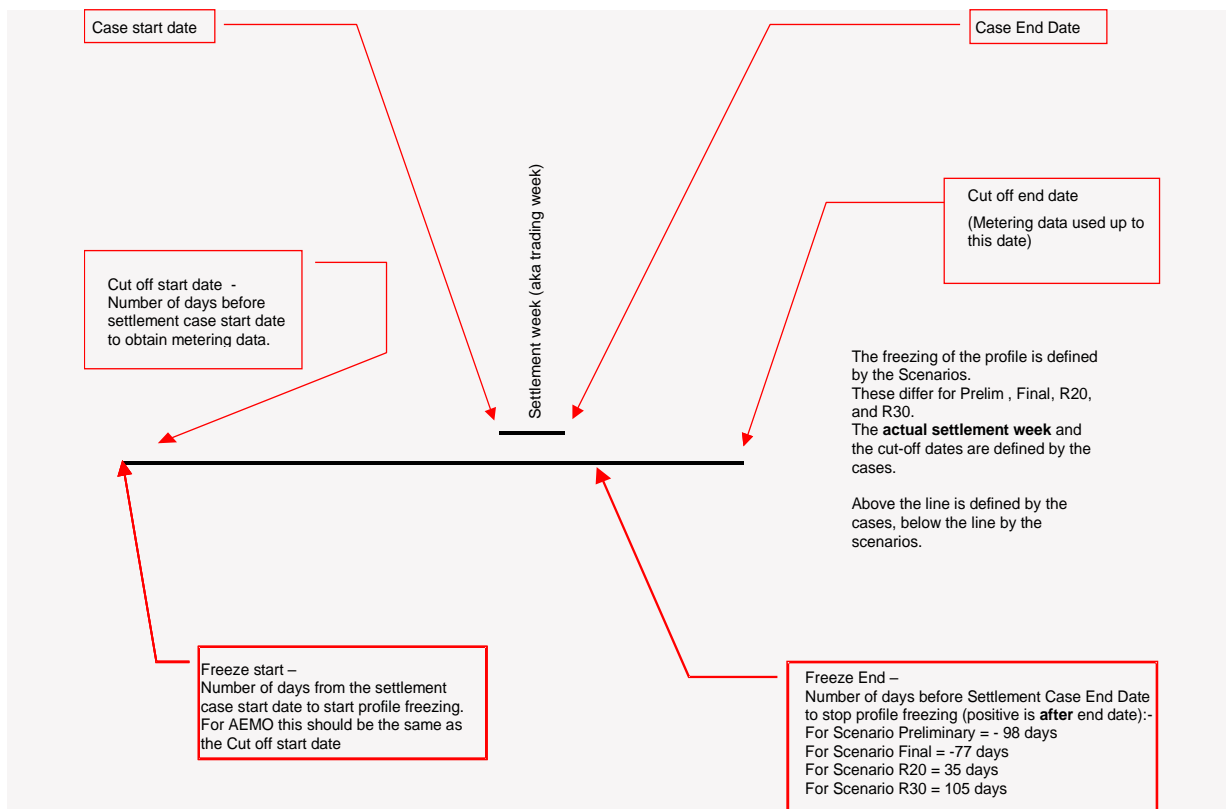 Case start date
Case End Date
Settlement week (aka trading week)
Cut off end date
(Metering data used up to
this date)
Cut off start date -
Number of days before
settlement case start date
to obtain metering data.
The freezing of the profile is defined
by the Scenarios.
These differ for Prelim , Final, R20,
and R30.
The actual settlement week and
the cut-off dates are defined by the
cases.
Above the line is defined by the
cases, below the line by the
scenarios.
Freeze start –
Number of days from the settlement
case start date to start profile freezing.
For AEMO this should be the same as
the Cut off start date
Freeze End –
Number of days before Settlement Case End Date
to stop profile freezing (positive is after end date):-
For Scenario Preliminary = - 98 days
For Scenario Final = -77 days
For Scenario R20 = 35 days
For Scenario R30 = 105 days